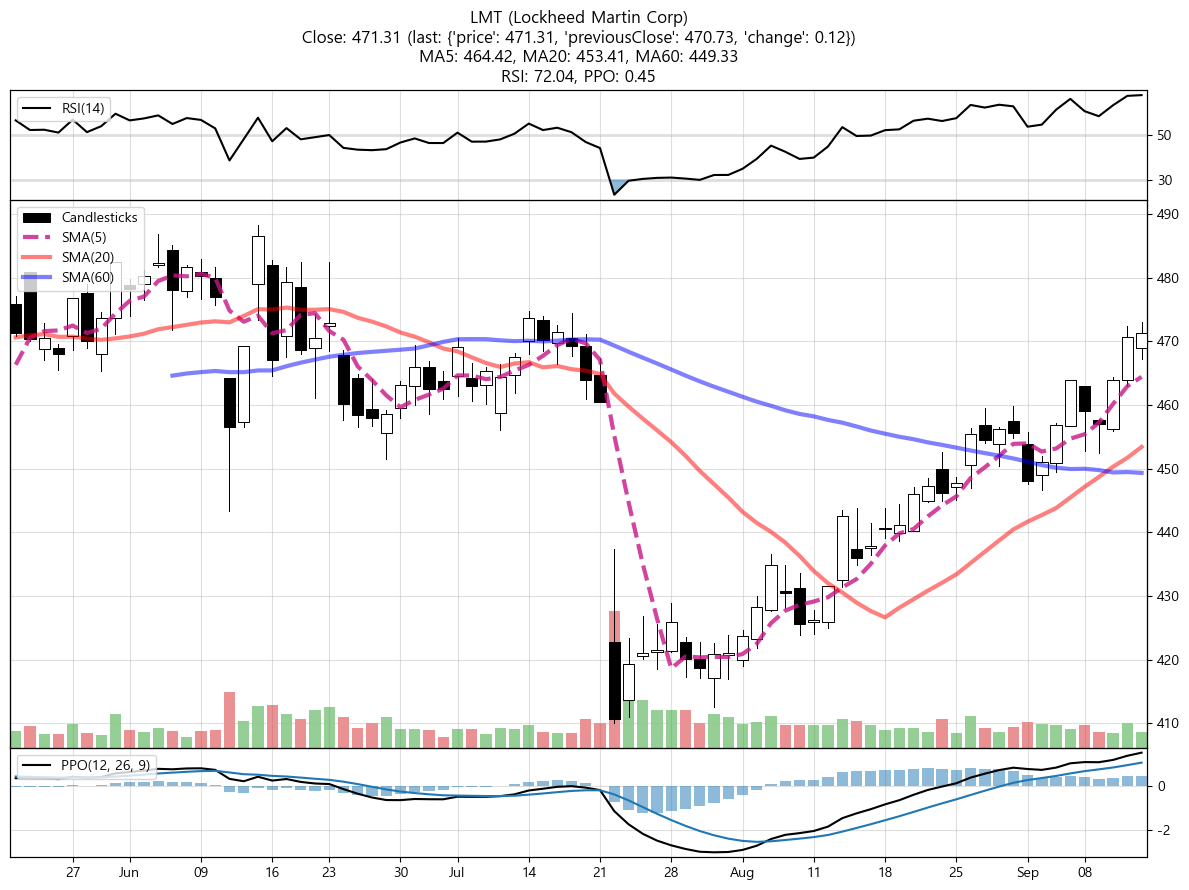 LMT (Lockheed Martin Corp)
Close: 471.31 (last: {'price': 471.31, 'previousClose': 470.73, 'change': 0.12})
MA5: 464.42, MA20: 453.41, MA60: 449.33
RSI: 72.04, PPO: 0.45
RSI(14)
50
30
Candlesticks
SMA(5)
SMA(20)
SMA(60)
490
480
470
460
450
440
430
420
410
PPO(12, 26, 9)
0
-2
27 Jun 09 16 23 30 Jul 14 21 28 Aug 11 18 25 Sep 08